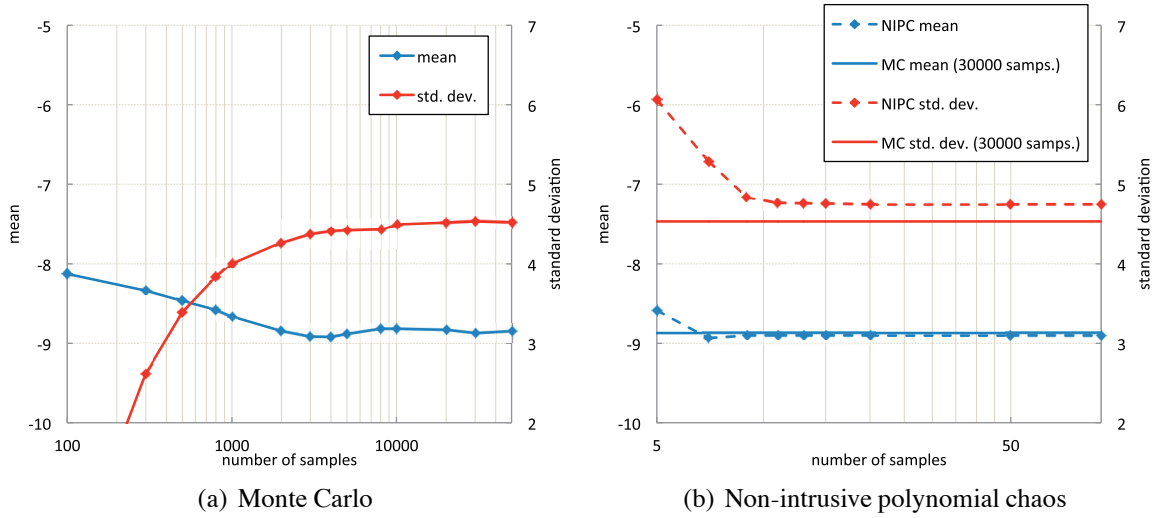 -5
-6
-7
-8
-9
-10
mean
7
6
5
4
3
2
standard deviation
mean
std. dev.
100
1000
10000
number of samples
(a) Monte Carlo
-5
-6
-7
-8
-9
-10
mean
7
6
5
4
3
2
standard deviation
NIPC mean
MC mean (30000 samps.)
NIPC std. dev.
MC std. dev. (30000 samps.)
5
50
number of samples
(b) Non-intrusive polynomial chaos